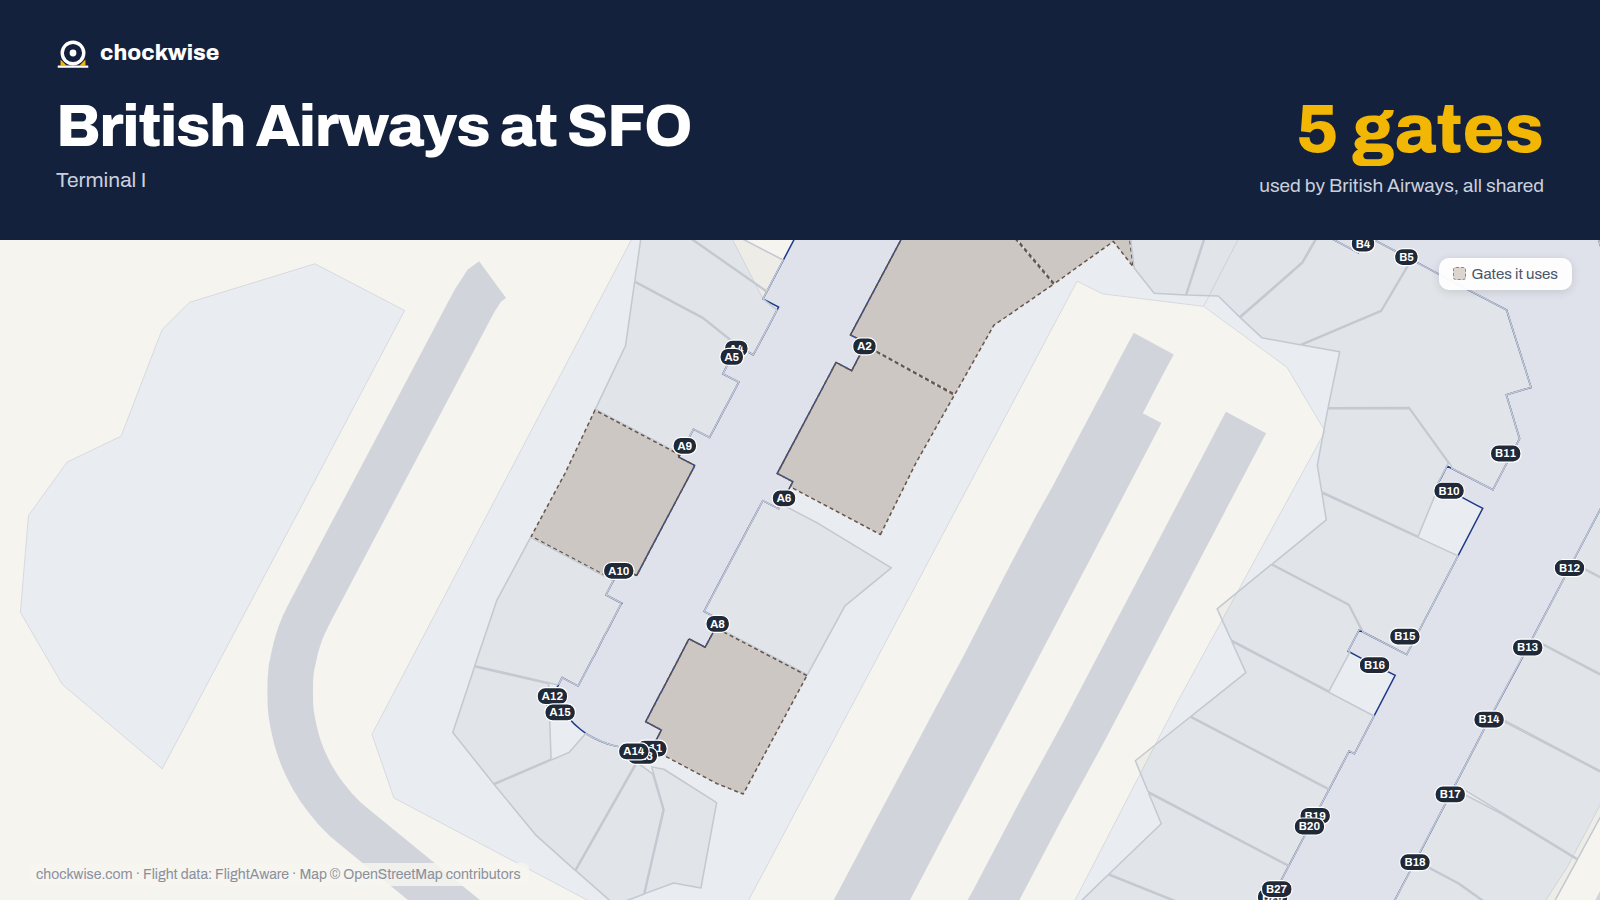 chockwise
British Airways at SFO
Terminal I
5 gates
used by British Airways, all shared
B4
B5
Gates it uses
A2
A5
A9
B11
A6
B10
A10
B12
A8
B15
B13
B16
A12
A15
B14
A14
B17
B19
B20
B18
B27
chockwise.com · Flight data: FlightAware · Map © OpenStreetMap contributors